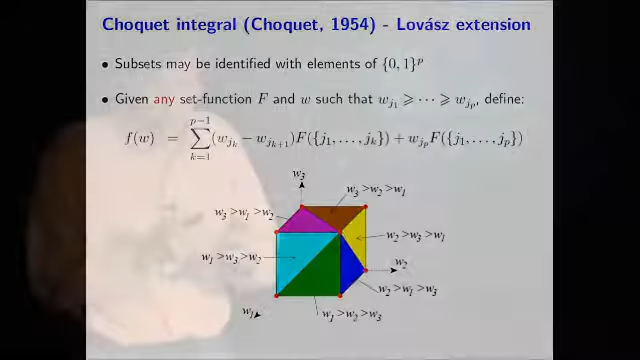 Choquet integral (Choquet, 1954) - Lovász extension
• Subsets may be identified with elements of {0, 1}^p
• Given any set-function F and w such that w_{j_1} ⩾ ⋯ ⩾ w_{j_p}, define:
f(w) = \sum_{k=1}^{p-1} (w_{j_k} − w_{j_{k+1}})F({j_1, …, j_k}) + w_{j_p}F({j_1, …, j_p})
w_3
w_3 >w_2 >w_1
w_3 >w_1 >w_2
w_2 >w_3 >w_1
w_1 >w_3 >w_2
w_2
w_2 >w_1 >w_3
w_1
w_1 >w_2 >w_3